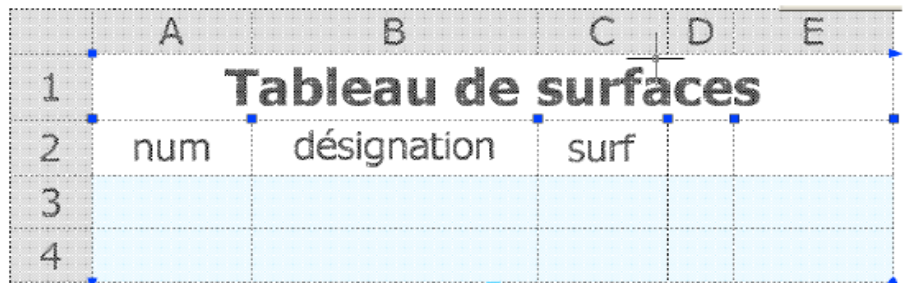 A B C D E
1 Tableau de surfaces
2 num désignation surf
3
4